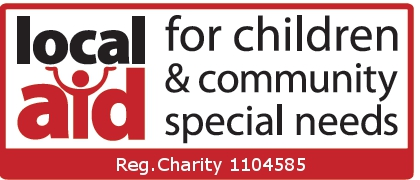 local
aid
for children
& community
special needs
Reg.Charity 1104585